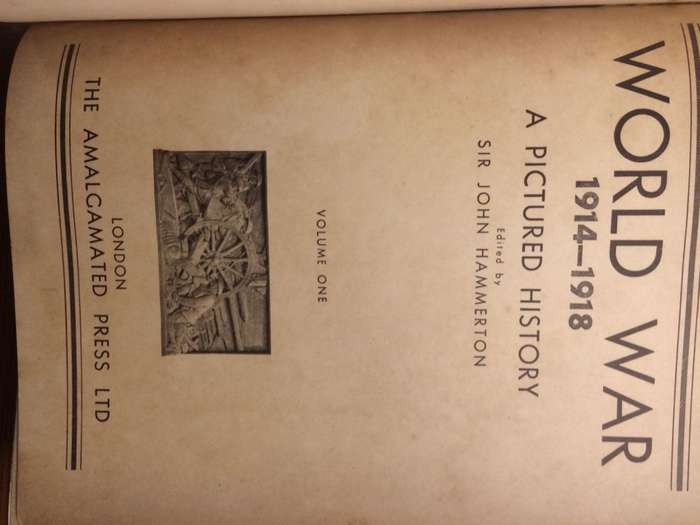 WORLD WAR
1914—1918
A PICTURED HISTORY
Edited by
SIR JOHN HAMMERTON
VOLUME ONE
LONDON
THE AMALGAMATED PRESS LTD